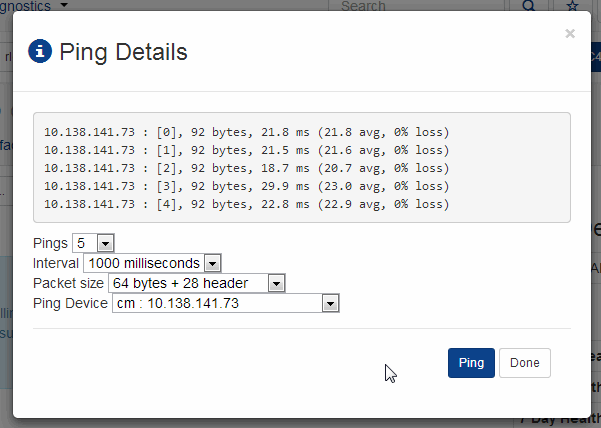 gnostics
Search
Ping Details
×
10.138.141.73 : [0], 92 bytes, 21.8 ms (21.8 avg, 0% loss)
10.138.141.73 : [1], 92 bytes, 21.5 ms (21.6 avg, 0% loss)
10.138.141.73 : [2], 92 bytes, 18.7 ms (20.7 avg, 0% loss)
10.138.141.73 : [3], 92 bytes, 29.9 ms (23.0 avg, 0% loss)
10.138.141.73 : [4], 92 bytes, 22.8 ms (22.9 avg, 0% loss)
Pings 5
Interval 1000 milliseconds
Packet size 64 bytes + 28 header
Ping Device cm : 10.138.141.73
Ping Done
7 Day Health